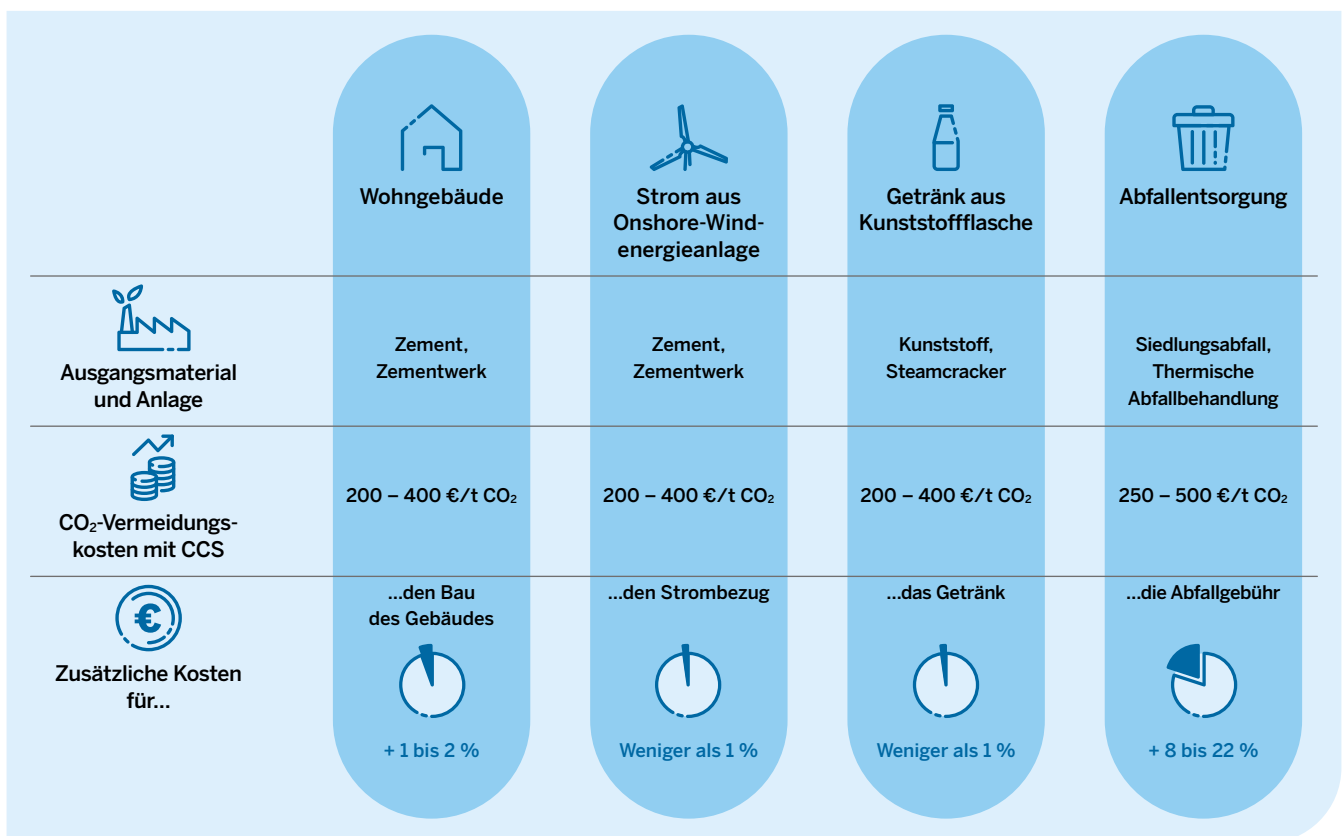 Wohngebäude
Strom aus
Onshore-Wind-
energieanlage
Getränk aus
Kunststoffflasche
Abfallentsorgung
Ausgangsmaterial
und Anlage
Zement,
Zementwerk
Zement,
Zementwerk
Kunststoff,
Steamcracker
Siedlungsabfall,
Thermische
Abfallbehandlung
CO₂-Vermeidungs-
kosten mit CCS
200 – 400 €/t CO₂
200 – 400 €/t CO₂
200 – 400 €/t CO₂
250 – 500 €/t CO₂
€
Zusätzliche Kosten
für...
...den Bau
des Gebäudes
+ 1 bis 2 %
...den Strombezug
Weniger als 1 %
...das Getränk
Weniger als 1 %
...die Abfallgebühr
+ 8 bis 22 %